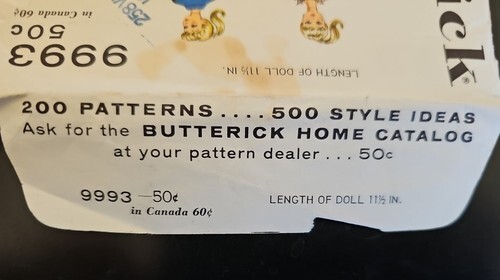 200 PATTERNS .... 500 STYLE IDEAS
Ask for the BUTTERICK HOME CATALOG
at your pattern dealer ... 50¢
9993 — 50¢
in Canada 60¢
LENGTH OF DOLL 11½ IN.
LENGTH OF DOLL 11½ IN.
9993
50¢
in Canada 60¢